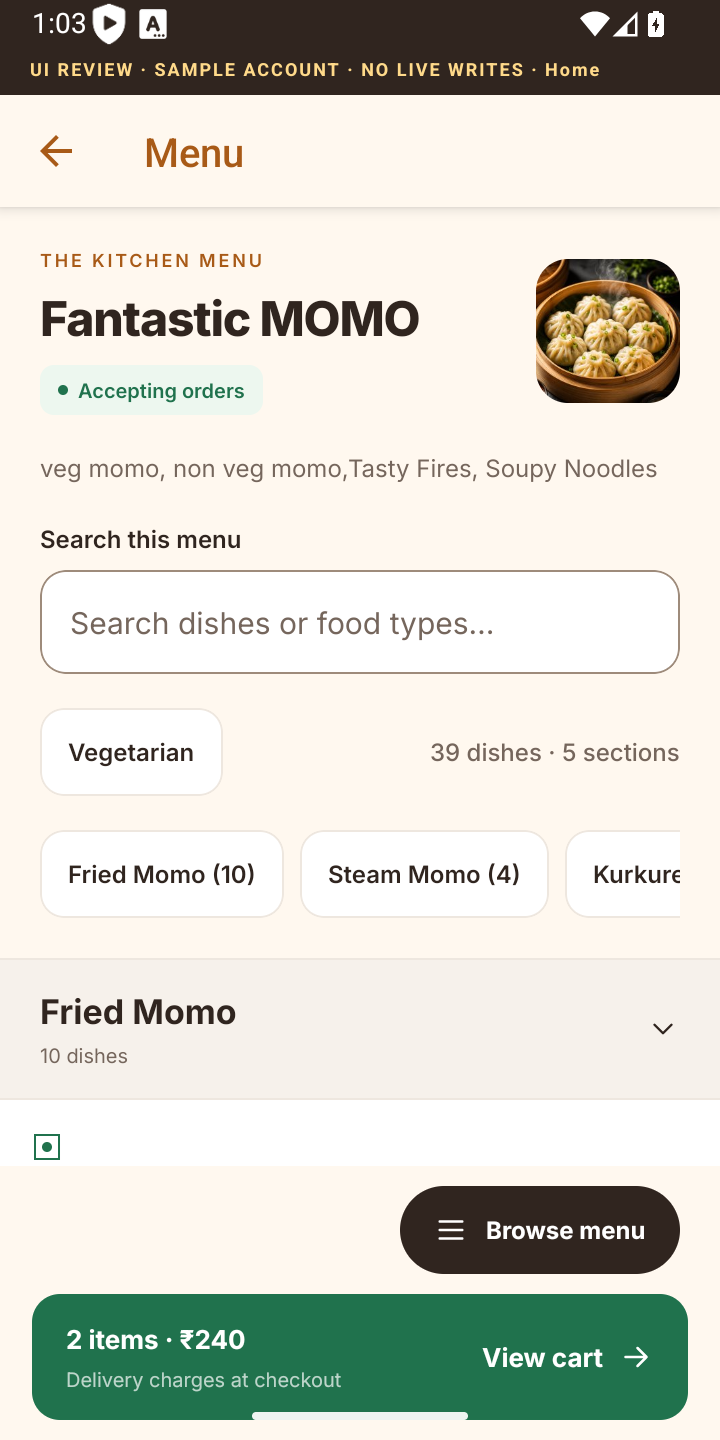 1:03
UI REVIEW · SAMPLE ACCOUNT · NO LIVE WRITES · Home
Menu
THE KITCHEN MENU
Fantastic MOMO
Accepting orders
veg momo, non veg momo,Tasty Fires, Soupy Noodles
Search this menu
Search dishes or food types...
Vegetarian
39 dishes · 5 sections
Fried Momo (10)
Steam Momo (4)
Kurkure
Fried Momo
10 dishes
Browse menu
2 items · ₹240
Delivery charges at checkout
View cart